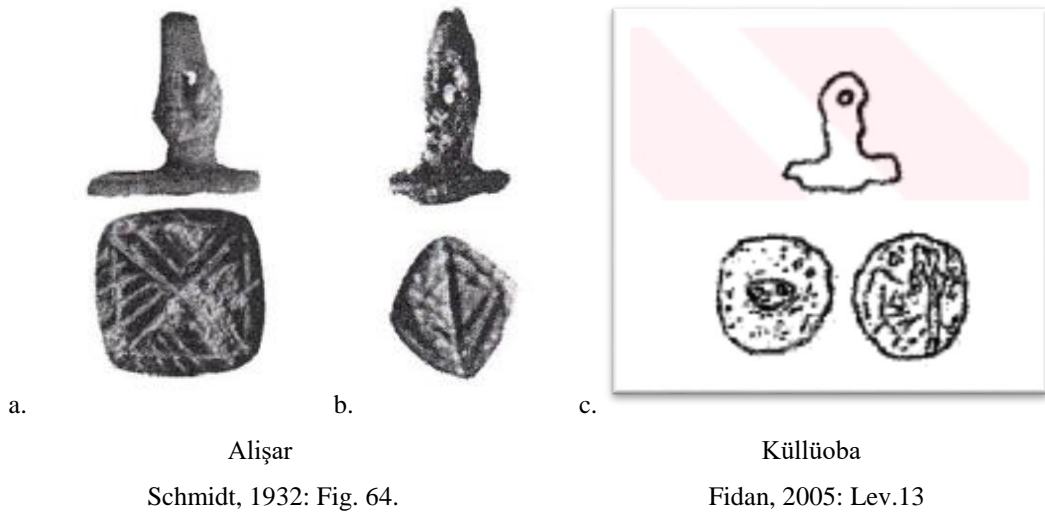 a. b. c.
Alişar Küllüoba
Schmidt, 1932: Fig. 64. Fidan, 2005: Lev.13